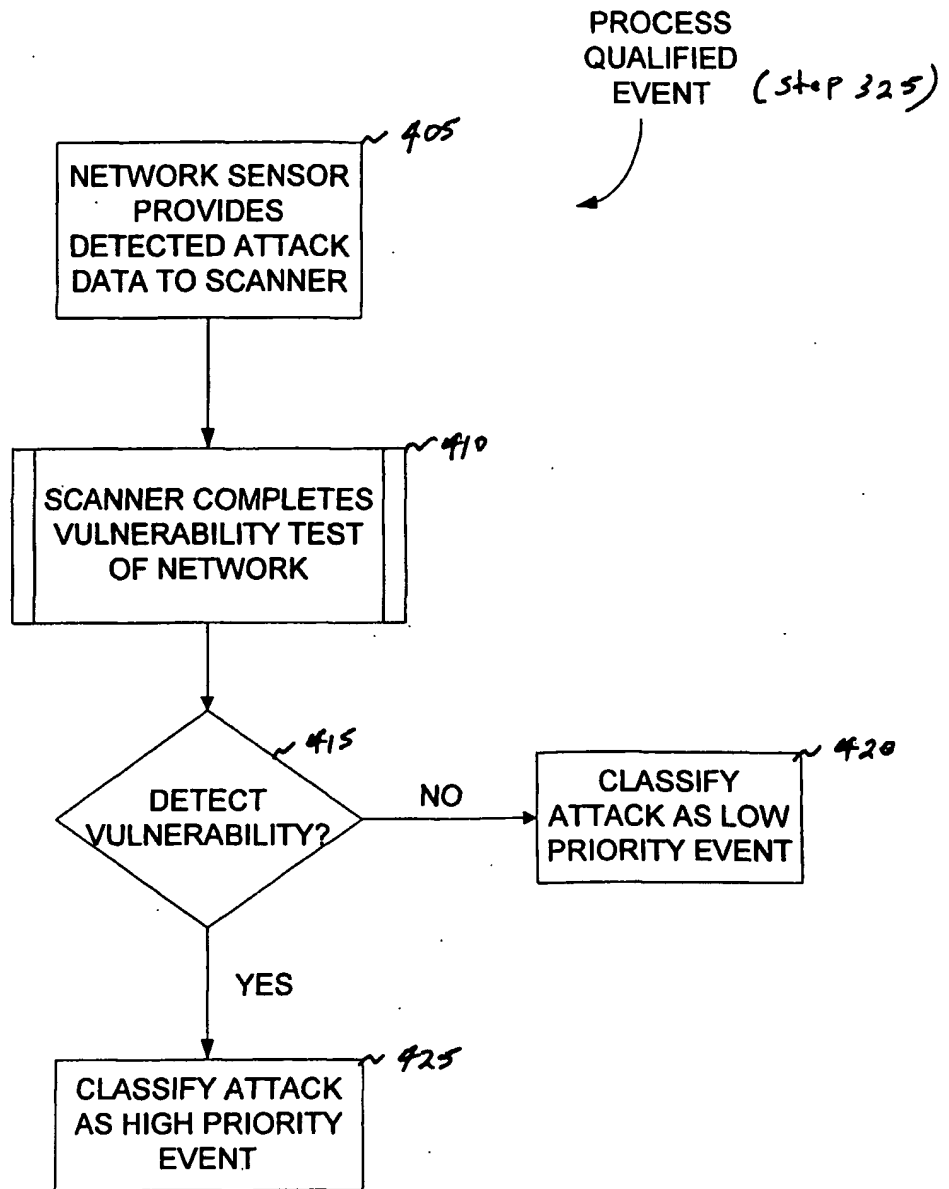 PROCESS
QUALIFIED
EVENT (step 325)
405
NETWORK SENSOR
PROVIDES
DETECTED ATTACK
DATA TO SCANNER
410
SCANNER COMPLETES
VULNERABILITY TEST
OF NETWORK
415
DETECT
VULNERABILITY?
NO
420
CLASSIFY
ATTACK AS LOW
PRIORITY EVENT
YES
425
CLASSIFY ATTACK
AS HIGH PRIORITY
EVENT